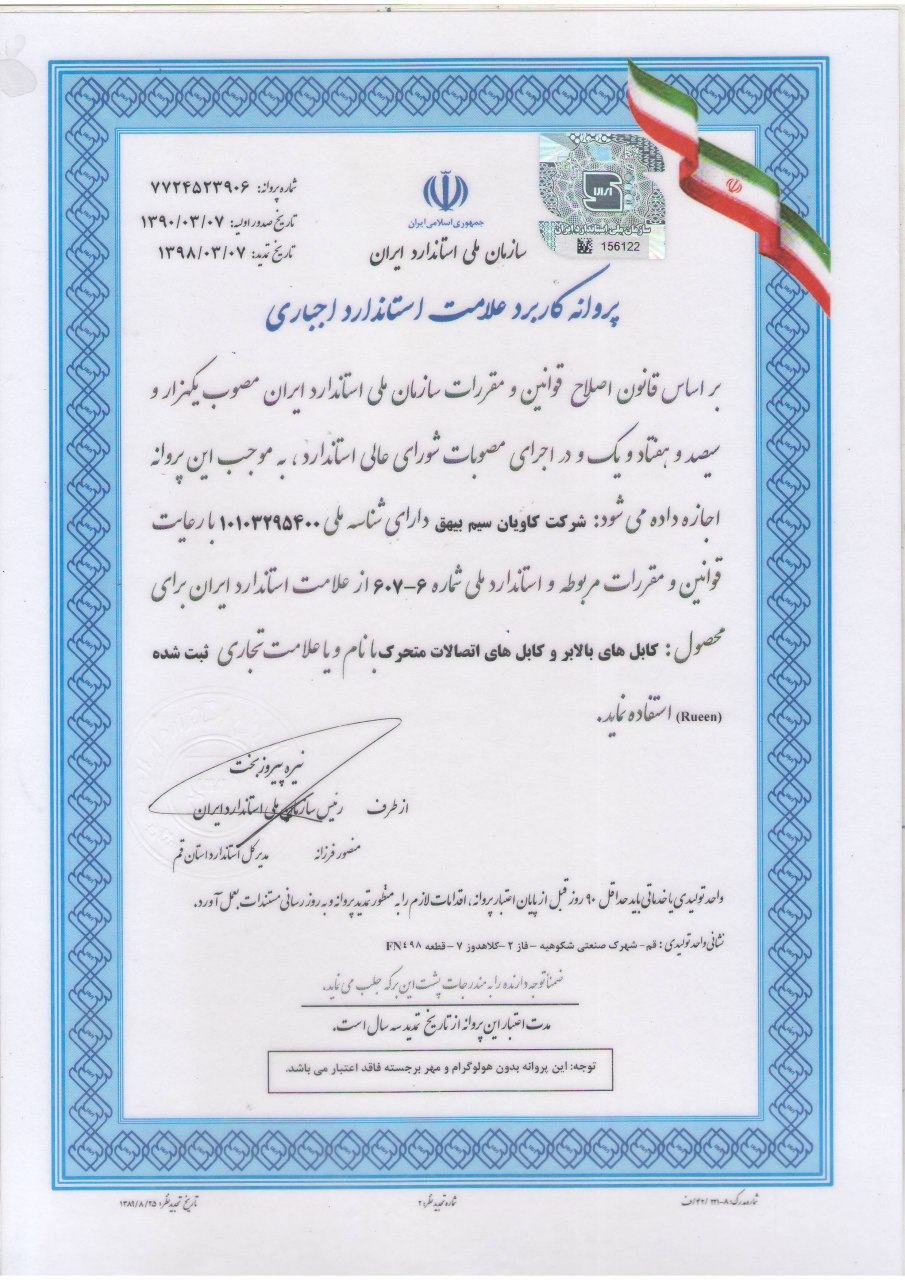 شماره پروانه: ۷۷۲۴۵۲۳۹۰۶
تاریخ صدور اولیه: ۱۳۹۰/۰۳/۰۷
تاریخ تمدید: ۱۳۹۸/۰۳/۰۷
جمهوری اسلامی ایران
سازمان ملی استاندارد ایران
سازمان ملی استاندارد ایران
156122
پروانه کاربرد علامت استاندارد اجباری
بر اساس قانون اصلاح قوانین و مقررات سازمان ملی استاندارد ایران مصوب یکهزار و
سیصد و هفتاد و یک و در اجرای مصوبات شورای عالی استاندارد، به موجب این پروانه
اجازه داده می شود: شرکت کاویان سیم بیهق دارای شناسه ملی ۱۰۱۰۳۲۹۵۴۰۰ با رعایت
قوانین و مقررات مربوطه و استاندارد ملی شماره ۶-۶۰۷ از علامت استاندارد ایران برای
محصول: کابل های بالابر و کابل های اتصالات متحرک با نام و یا علامت تجاری ثبت شده
(Rueen) استفاده نماید.
نیره پیروزبخت
از طرف رئیس سازمان ملی استاندارد ایران
منصور فرزانه مدیرکل استاندارد استان قم
واحد تولیدی یا خدماتی باید حداقل ۹۰ روز قبل از پایان اعتبار پروانه، اقدامات لازم را به منظور تمدید پروانه و به روز رسانی مستندات بعمل آورد.
نشانی واحد تولیدی: قم- شهرک صنعتی شکوهیه -فاز ۲ -کلاهدوز ۷ -قطعه FN۴۹۸
ضمناً توجه دارنده را به مندرجات پشت این برگه جلب می نماید.
مدت اعتبار این پروانه از تاریخ تمدید سه سال است.
توجه: این پروانه بدون هولوگرام و مهر برجسته فاقد اعتبار می باشد.
شماره مدرک: ف/۴۲/ ۲۲۱-۸
شماره تجدید نظر: ۲
تاریخ تجدید نظر: ۱۳۸۹/۸/۲۵